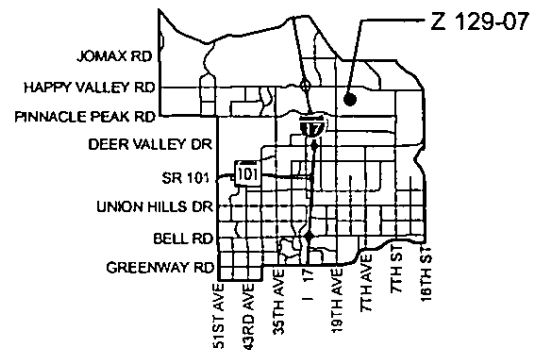 Z 129-07
JOMAX RD
HAPPY VALLEY RD
PINNACLE PEAK RD
17
DEER VALLEY DR
SR 101
101
UNION HILLS DR
BELL RD
GREENWAY RD
51ST AVE
43RD AVE
35TH AVE
I 17
19TH AVE
7TH AVE
7TH ST
16TH ST